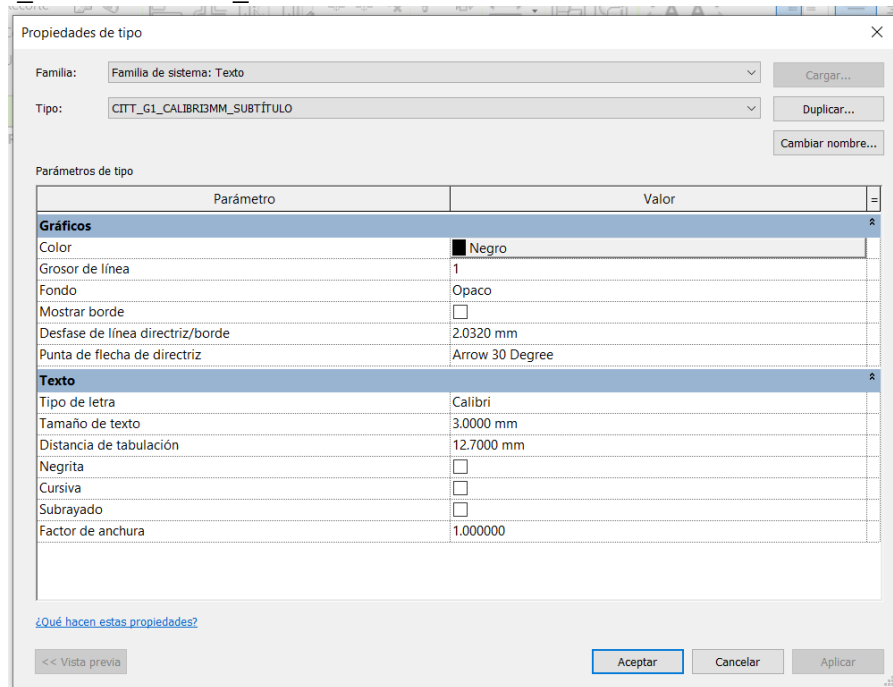 Propiedades de tipo
Familia: Familia de sistema: Texto Cargar...
Tipo: CITT_G1_CALIBRI3MM_SUBTÍTULO Duplicar...
Cambiar nombre...
Parámetros de tipo
Parámetro Valor =
Gráficos
Color Negro
Grosor de línea 1
Fondo Opaco
Mostrar borde
Desfase de línea directriz/borde 2.0320 mm
Punta de flecha de directriz Arrow 30 Degree
Texto
Tipo de letra Calibri
Tamaño de texto 3.0000 mm
Distancia de tabulación 12.7000 mm
Negrita
Cursiva
Subrayado
Factor de anchura 1.000000
¿Qué hacen estas propiedades?
<< Vista previa Aceptar Cancelar Aplicar